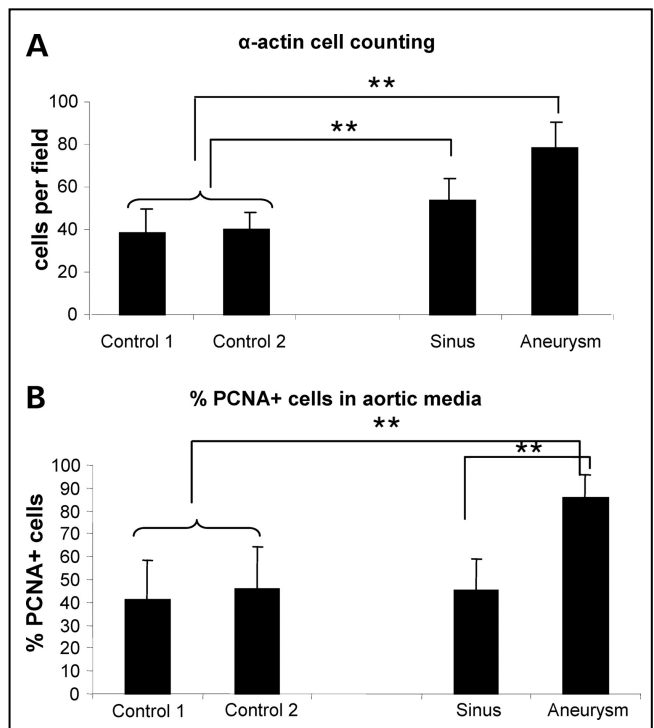 A
α-actin cell counting
**
**
cells per field
100
80
60
40
20
0
Control 1 Control 2 Sinus Aneurysm
B
% PCNA+ cells in aortic media
**
**
% PCNA+ cells
100
90
80
70
60
50
40
30
20
10
0
Control 1 Control 2 Sinus Aneurysm